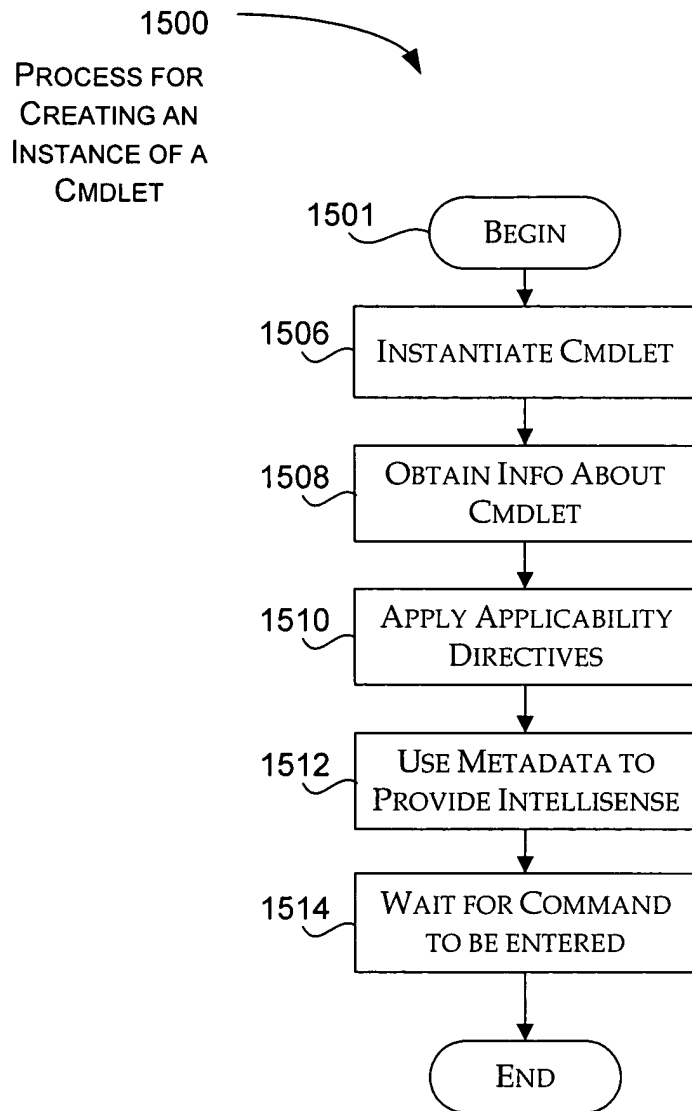 1500
PROCESS FOR
CREATING AN
INSTANCE OF A
CMDLET
1501
BEGIN
1506
INSTANTIATE CMDLET
1508
OBTAIN INFO ABOUT
CMDLET
1510
APPLY APPLICABILITY
DIRECTIVES
1512
USE METADATA TO
PROVIDE INTELLISENSE
1514
WAIT FOR COMMAND
TO BE ENTERED
END